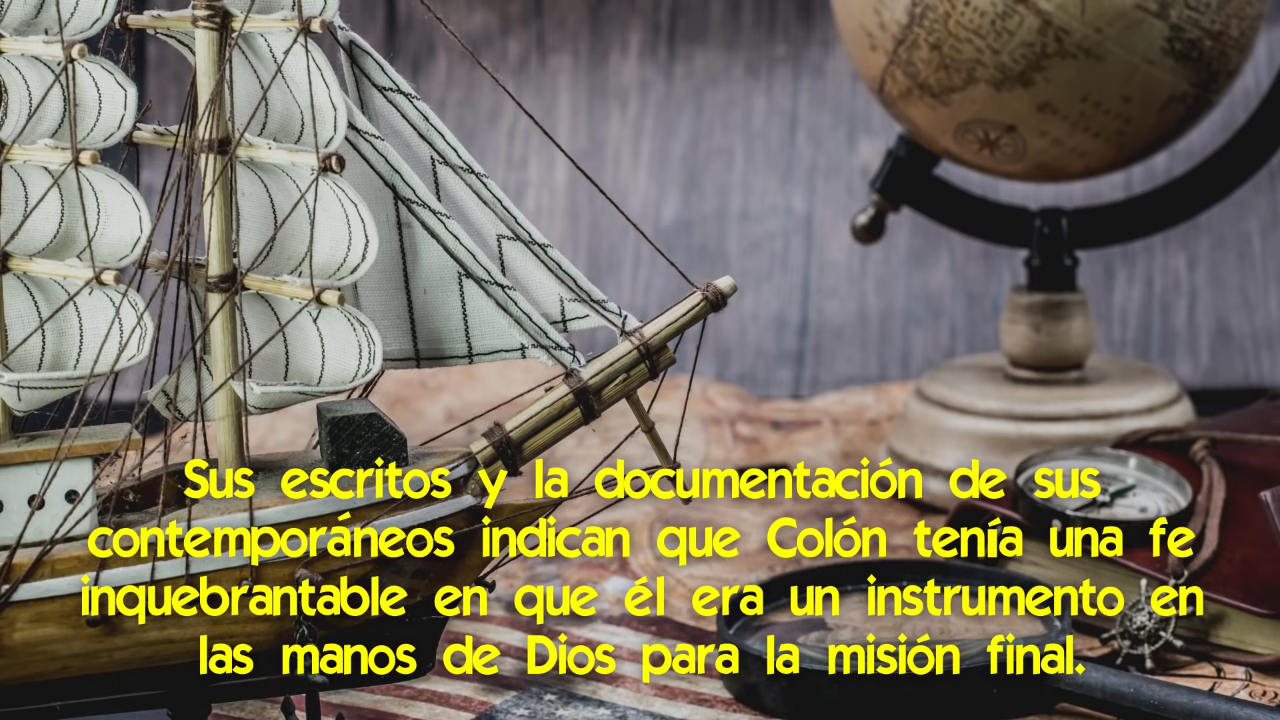 Sus escritos y la documentación de sus
contemporáneos indican que Colón tenía una fe
inquebrantable en que él era un instrumento en
las manos de Dios para la misión final.